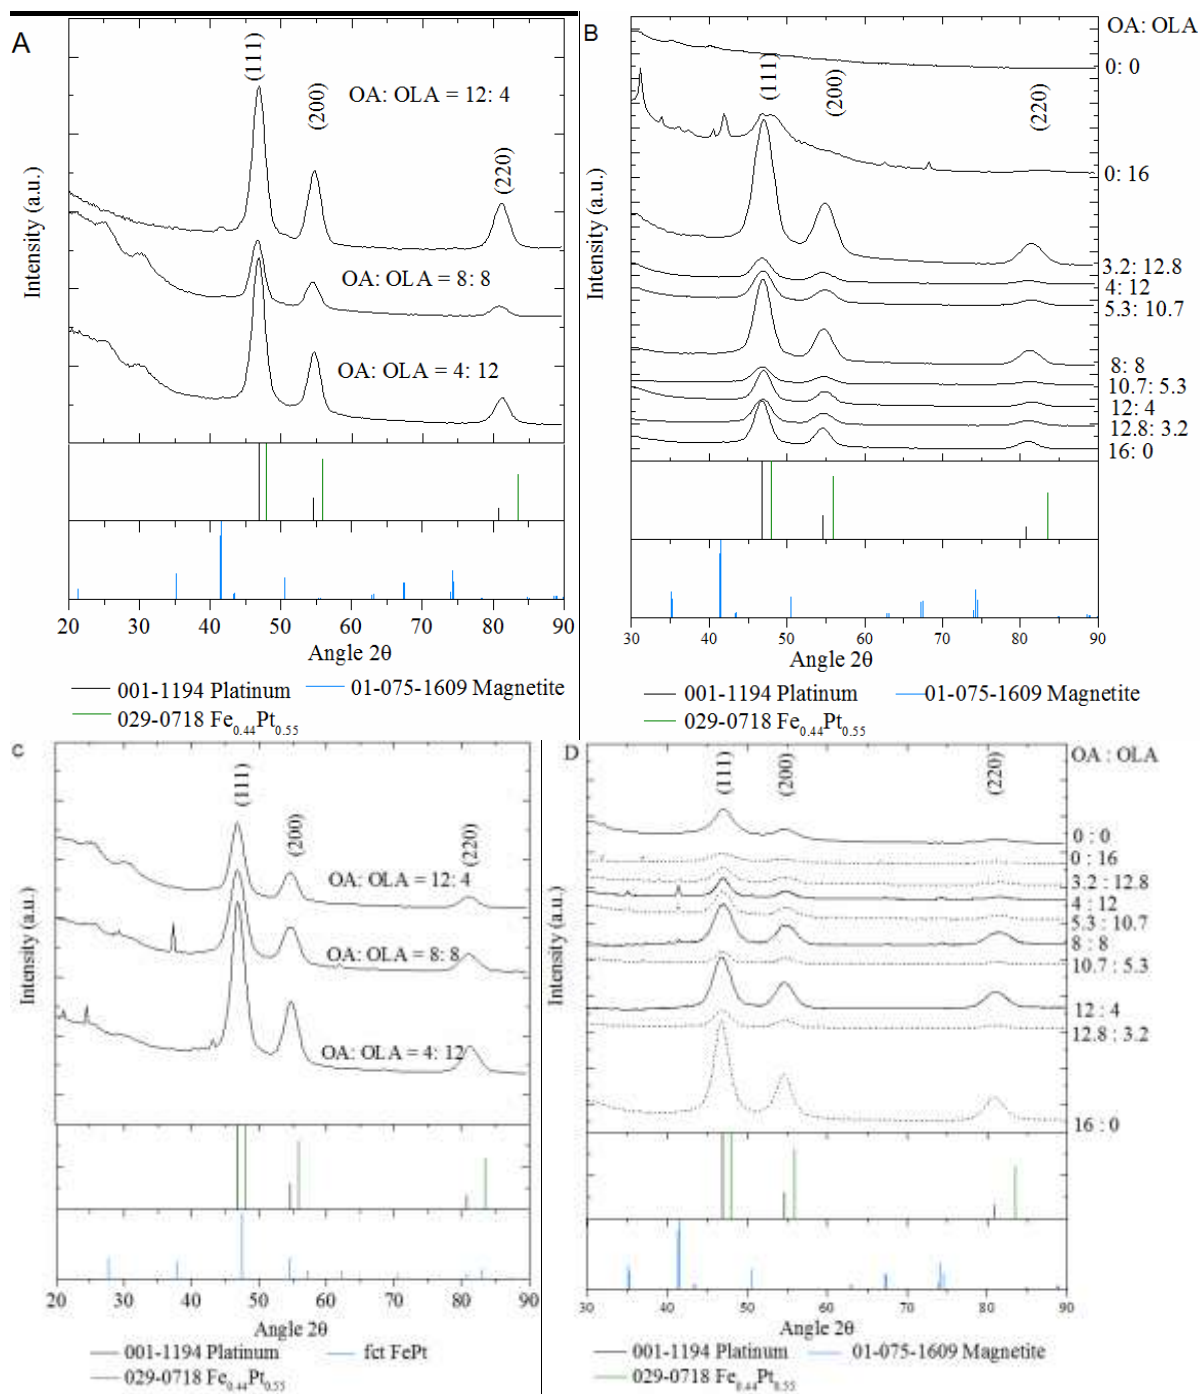 A
(111)
(200)
(220)
OA: OLA = 12: 4
OA: OLA = 8: 8
OA: OLA = 4: 12
Intensity (a.u.)
20 30 40 50 60 70 80 90
Angle 2θ
001-1194 Platinum 01-075-1609 Magnetite
029-0718 Fe0.44Pt0.55
B
OA: OLA
(111)
(200)
(220)
0: 0
0: 16
3.2: 12.8
4: 12
5.3: 10.7
8: 8
10.7: 5.3
12: 4
12.8: 3.2
16: 0
Intensity (a.u.)
30 40 50 60 70 80 90
Angle 2θ
001-1194 Platinum 01-075-1609 Magnetite
029-0718 Fe0.44Pt0.55
C
(111)
(200)
(220)
OA: OLA = 12: 4
OA: OLA = 8: 8
OA: OLA = 4: 12
Intensity (a.u.)
20 30 40 50 60 70 80 90
Angle 2θ
001-1194 Platinum fct FePt
029-0718 Fe0.44Pt0.55
D
OA : OLA
(111)
(200)
(220)
0 : 0
0 : 16
3.2 : 12.8
4 : 12
5.3 : 10.7
8 : 8
10.7 : 5.3
12 : 4
12.8 : 3.2
16 : 0
Intensity (a.u.)
30 40 50 60 70 80 90
Angle 2θ
001-1194 Platinum 01-075-1609 Magnetite
029-0718 Fe0.44Pt0.55